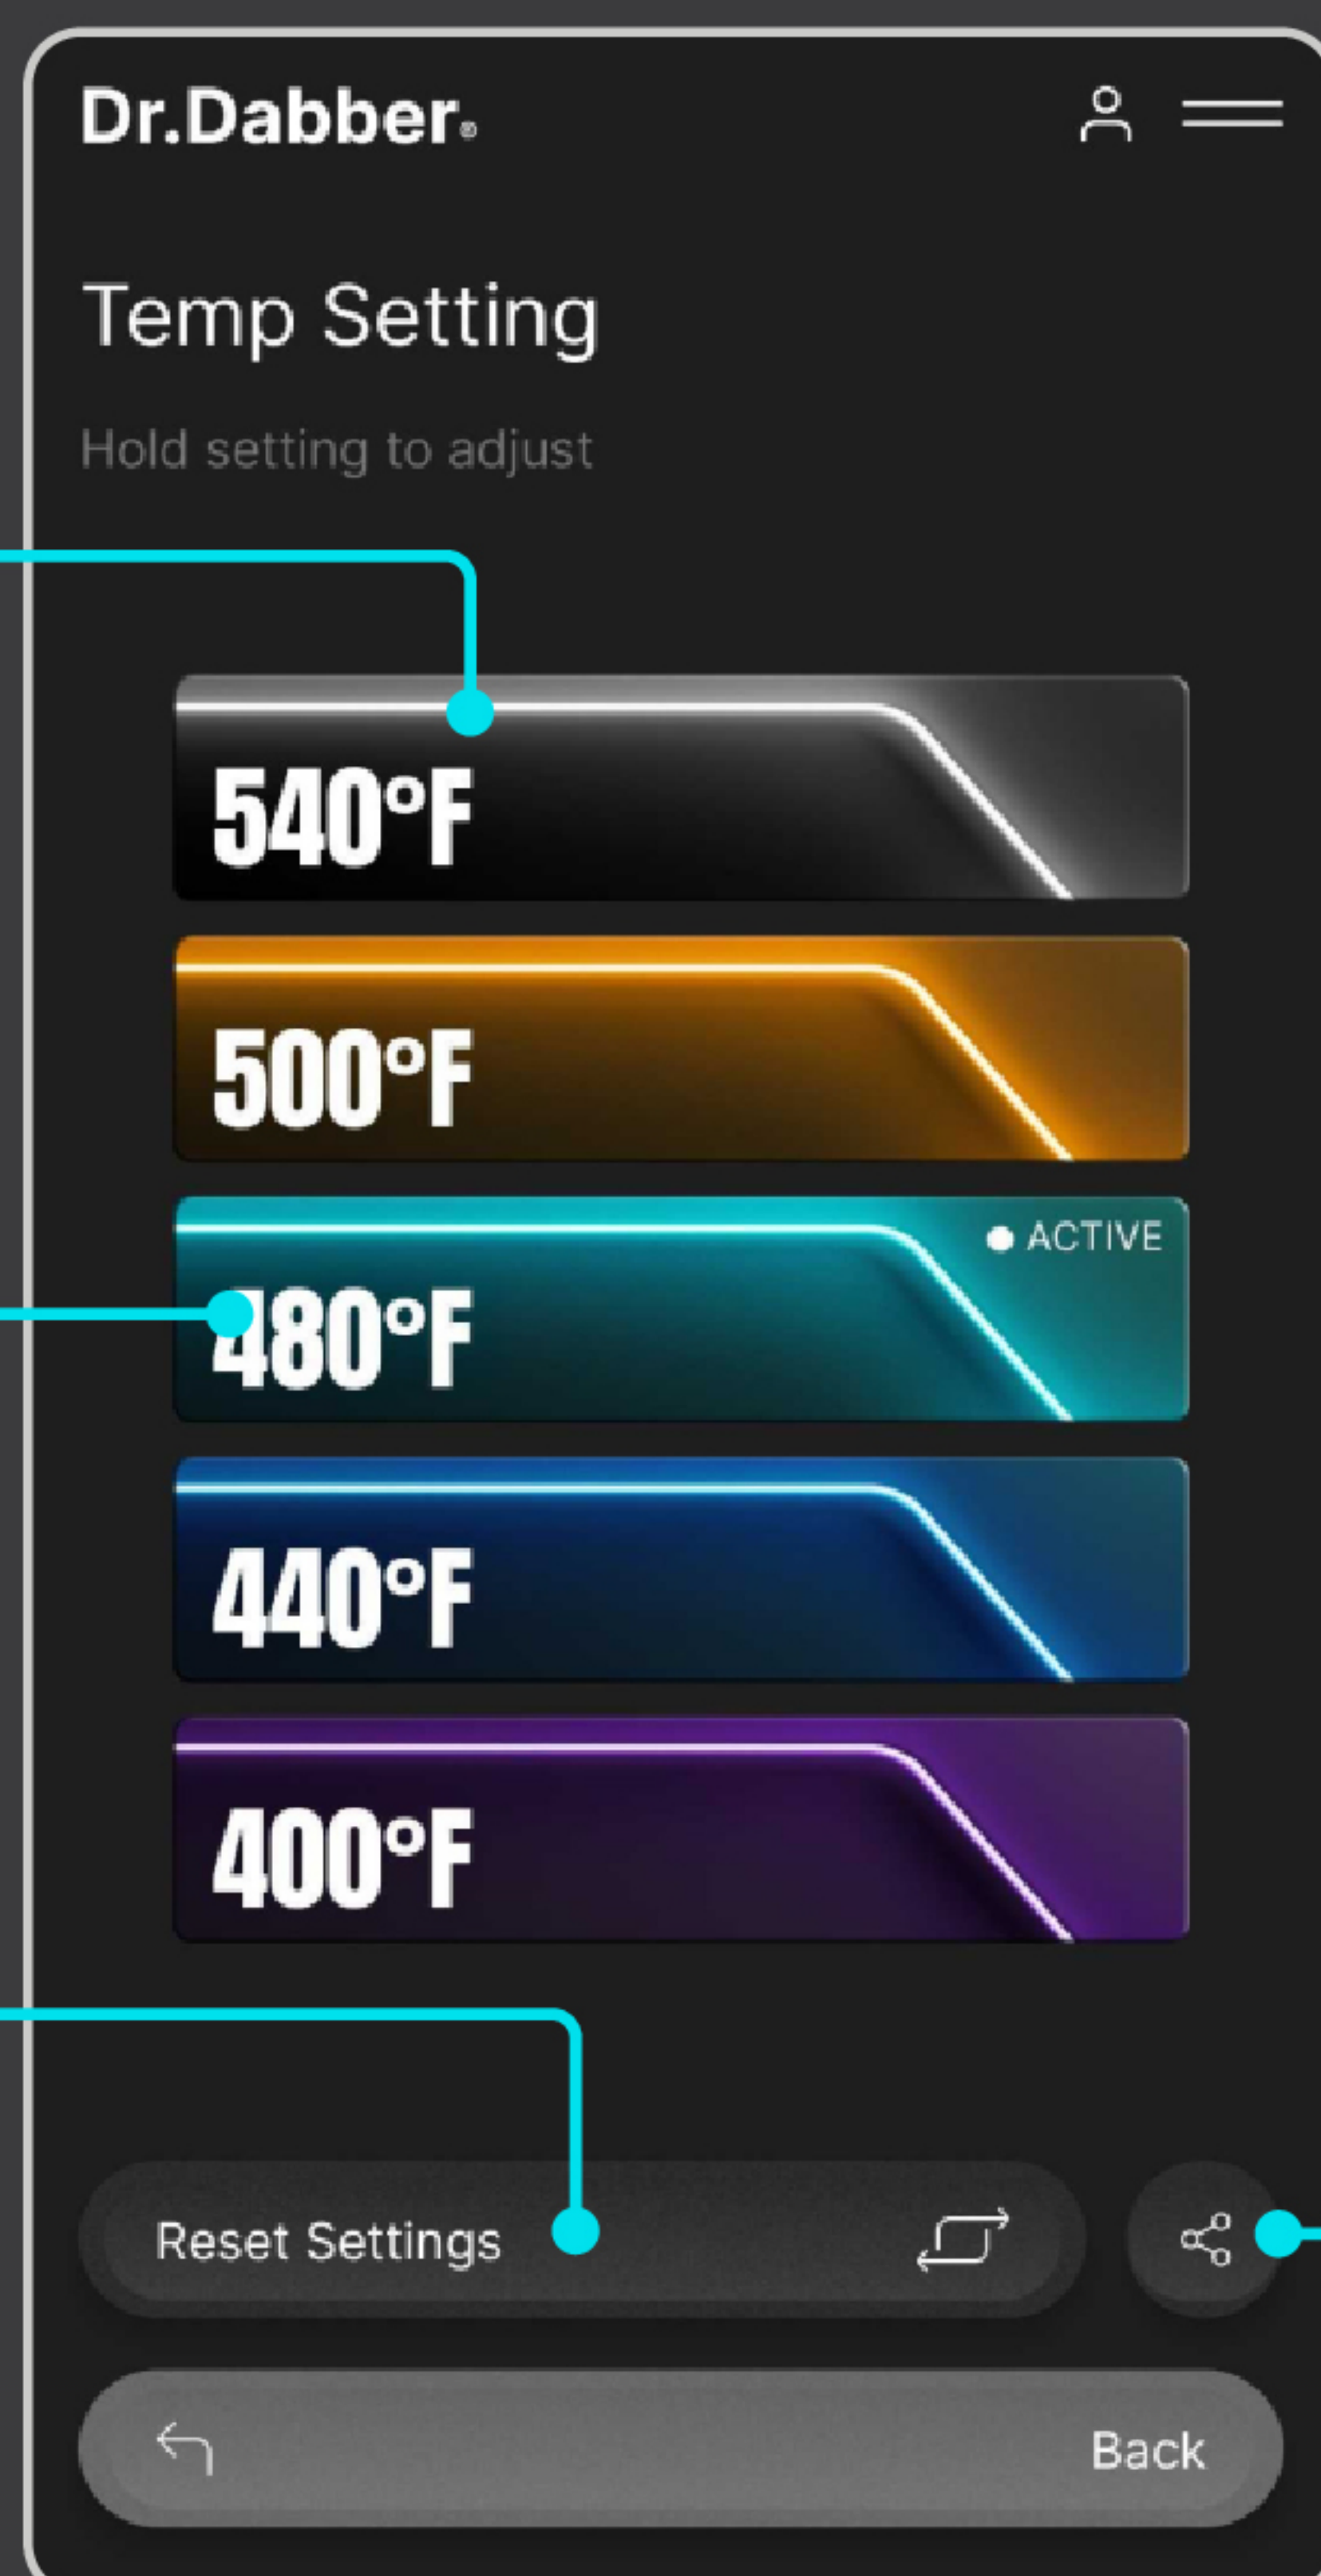 Dr.Dabber®
Temp Setting
Hold setting to adjust
540°F
500°F
ACTIVE
480°F
440°F
400°F
Reset Settings
Back